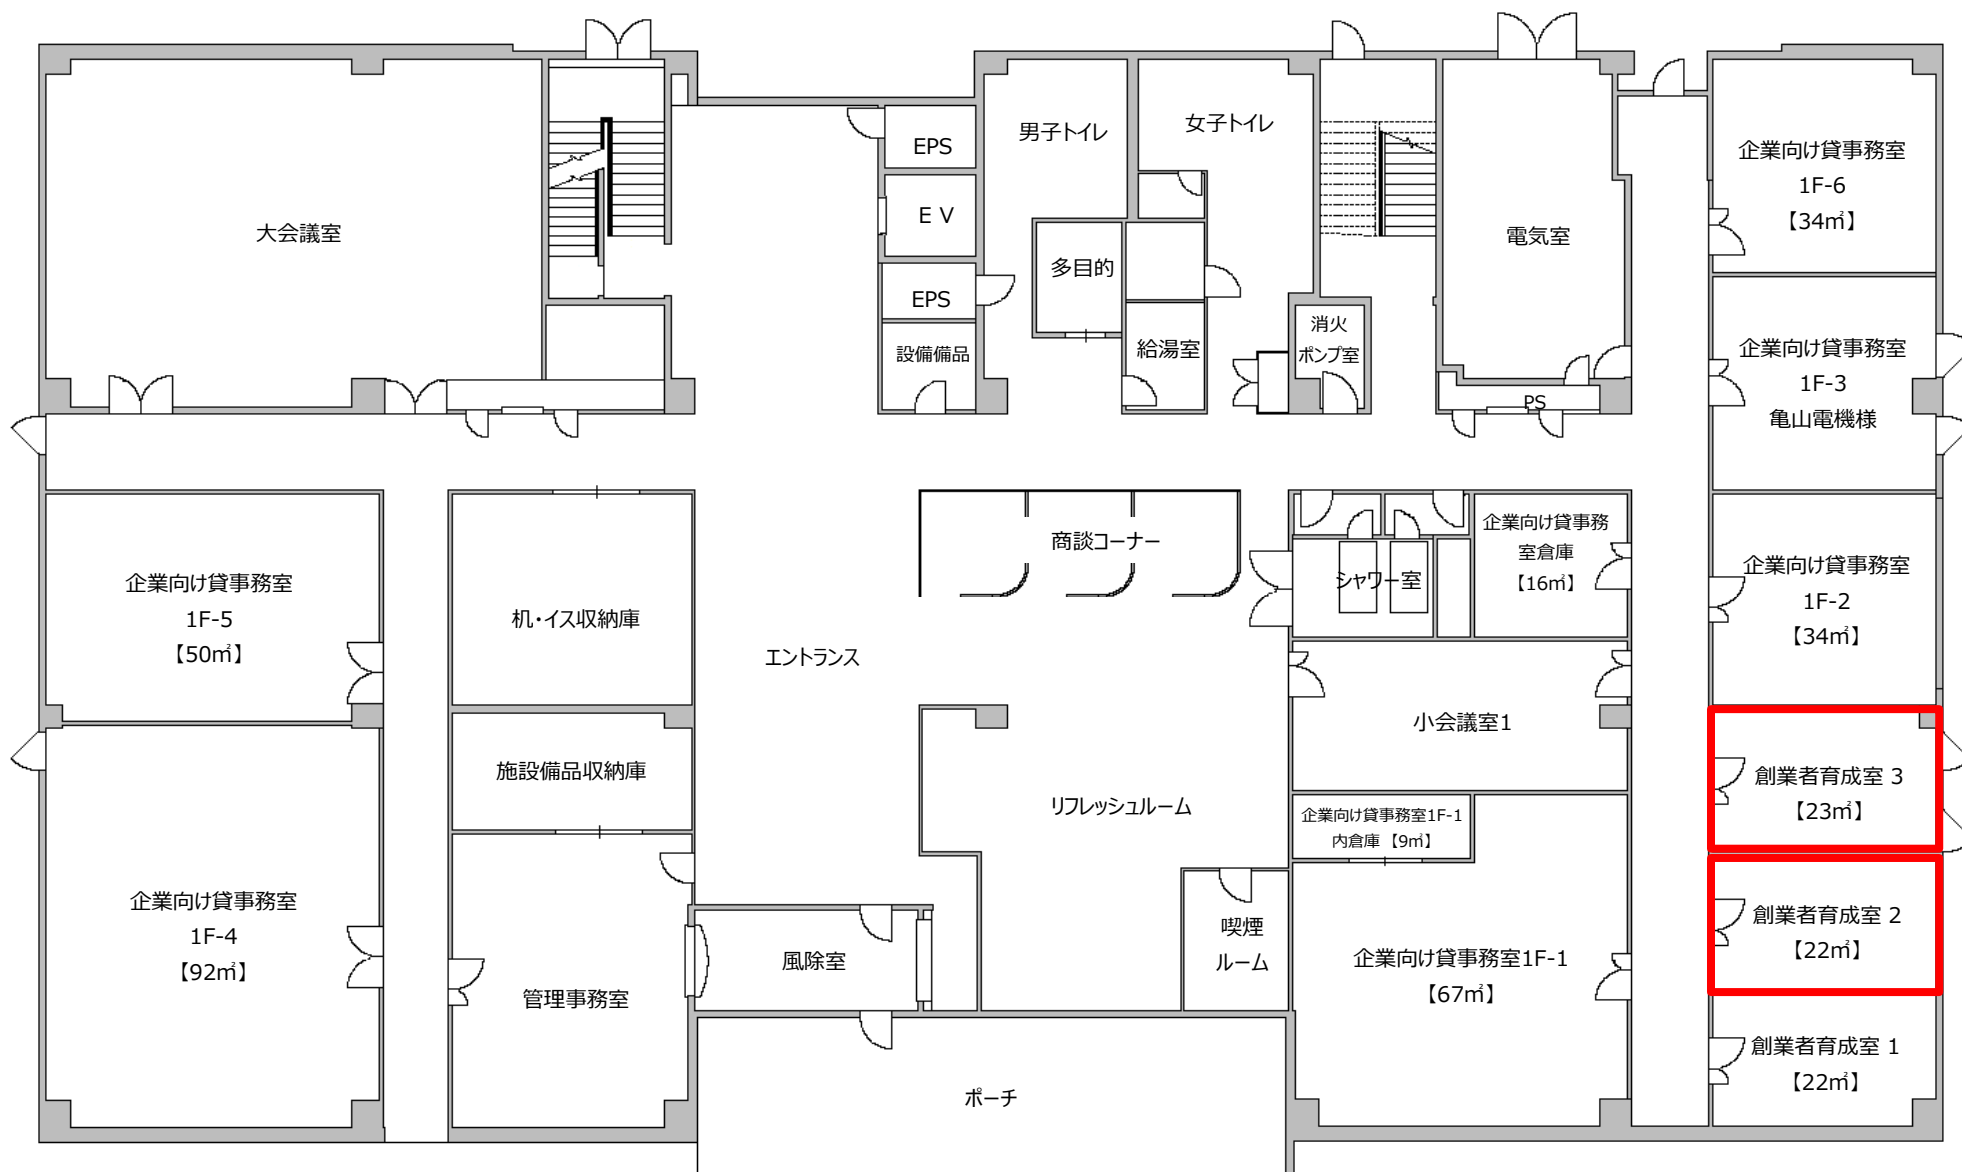 大会議室
EPS
E V
EPS
設備備品
男子トイレ
女子トイレ
多目的
給湯室
消火
ポンプ室
電気室
PS
企業向け貸事務室
1F-6
【34㎡】
企業向け貸事務室
1F-3
亀山電機様
企業向け貸事務室
1F-5
【50㎡】
机・イス収納庫
エントランス
商談コーナー
シャワー室
企業向け貸事務
室倉庫
【16㎡】
企業向け貸事務室
1F-2
【34㎡】
小会議室1
施設備品収納庫
リフレッシュルーム
企業向け貸事務室1F-1
内倉庫 【9㎡】
創業者育成室 3
【23㎡】
企業向け貸事務室
1F-4
【92㎡】
管理事務室
風除室
喫煙
ルーム
企業向け貸事務室1F-1
【67㎡】
創業者育成室 2
【22㎡】
創業者育成室 1
【22㎡】
ポーチ